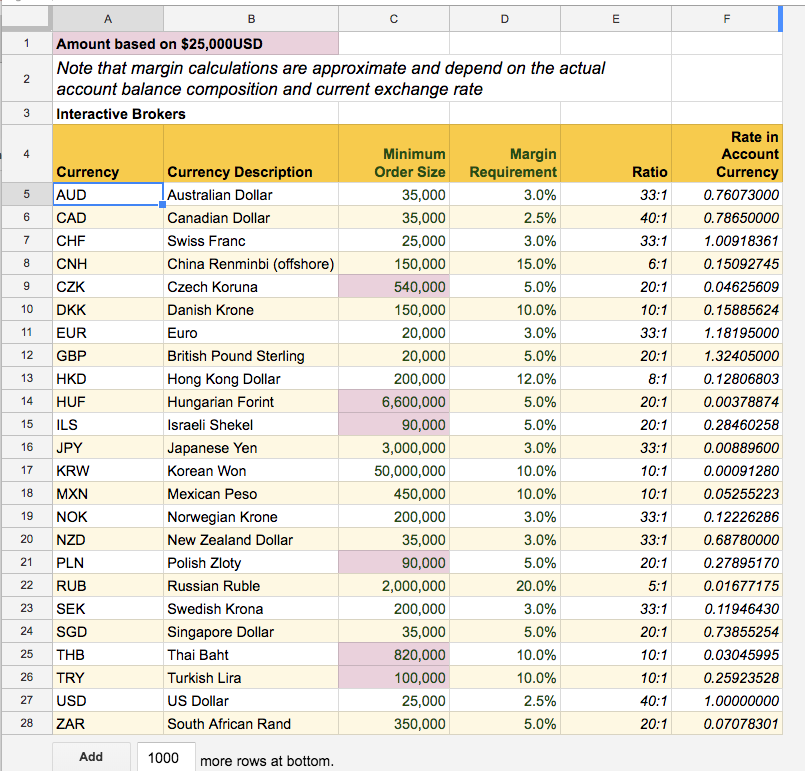 A B C D E F
1 Amount based on $25,000USD
2 Note that margin calculations are approximate and depend on the actual
account balance composition and current exchange rate
3 Interactive Brokers
4 Currency Currency Description Minimum Order Size Margin Requirement Ratio Rate in Account Currency
5 AUD Australian Dollar 35,000 3.0% 33:1 0.76073000
6 CAD Canadian Dollar 35,000 2.5% 40:1 0.78650000
7 CHF Swiss Franc 25,000 3.0% 33:1 1.00918361
8 CNH China Renminbi (offshore) 150,000 15.0% 6:1 0.15092745
9 CZK Czech Koruna 540,000 5.0% 20:1 0.04625609
10 DKK Danish Krone 150,000 10.0% 10:1 0.15885624
11 EUR Euro 20,000 3.0% 33:1 1.18195000
12 GBP British Pound Sterling 20,000 5.0% 20:1 1.32405000
13 HKD Hong Kong Dollar 200,000 12.0% 8:1 0.12806803
14 HUF Hungarian Forint 6,600,000 5.0% 20:1 0.00378874
15 ILS Israeli Shekel 90,000 5.0% 20:1 0.28460258
16 JPY Japanese Yen 3,000,000 3.0% 33:1 0.00889600
17 KRW Korean Won 50,000,000 10.0% 10:1 0.00091280
18 MXN Mexican Peso 450,000 10.0% 10:1 0.05255223
19 NOK Norwegian Krone 200,000 3.0% 33:1 0.12226286
20 NZD New Zealand Dollar 35,000 3.0% 33:1 0.68780000
21 PLN Polish Zloty 90,000 5.0% 20:1 0.27895170
22 RUB Russian Ruble 2,000,000 20.0% 5:1 0.01677175
23 SEK Swedish Krona 200,000 3.0% 33:1 0.11946430
24 SGD Singapore Dollar 35,000 5.0% 20:1 0.73855254
25 THB Thai Baht 820,000 10.0% 10:1 0.03045995
26 TRY Turkish Lira 100,000 10.0% 10:1 0.25923528
27 USD US Dollar 25,000 2.5% 40:1 1.00000000
28 ZAR South African Rand 350,000 5.0% 20:1 0.07078301
Add 1000 more rows at bottom.